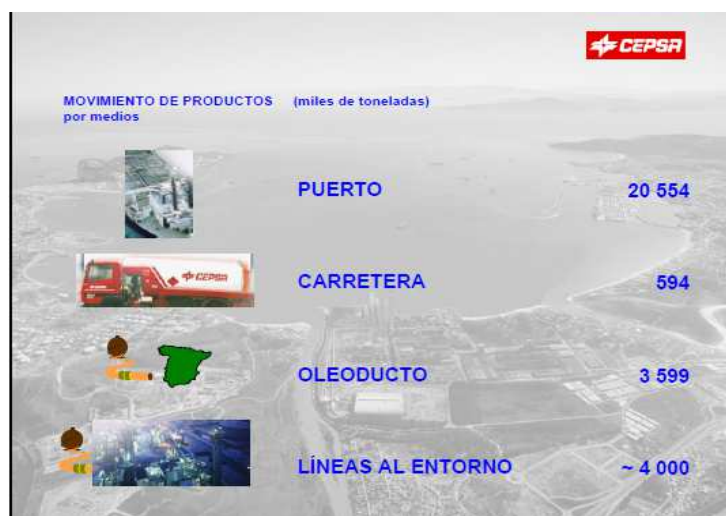 CEPSA
MOVIMIENTO DE PRODUCTOS (miles de toneladas)
por medios
PUERTO 20 554
CEPSA
CARRETERA 594
OLEODUCTO 3 599
LÍNEAS AL ENTORNO ~ 4 000